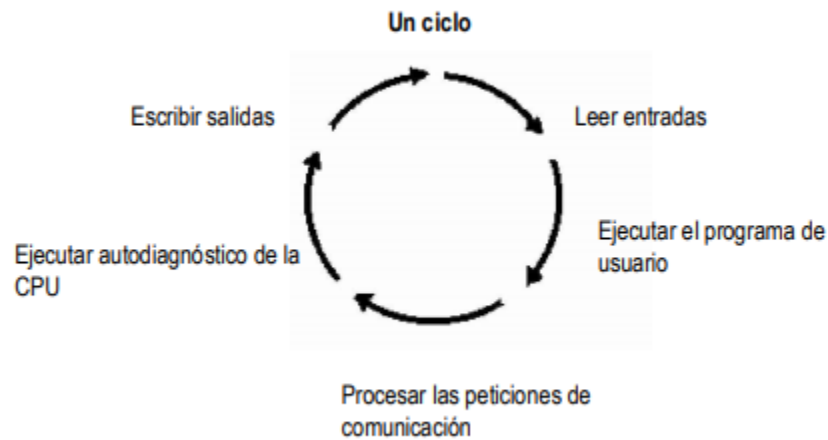 Un ciclo
Leer entradas
Ejecutar el programa de
usuario
Procesar las peticiones de
comunicación
Ejecutar autodiagnóstico de la
CPU
Escribir salidas